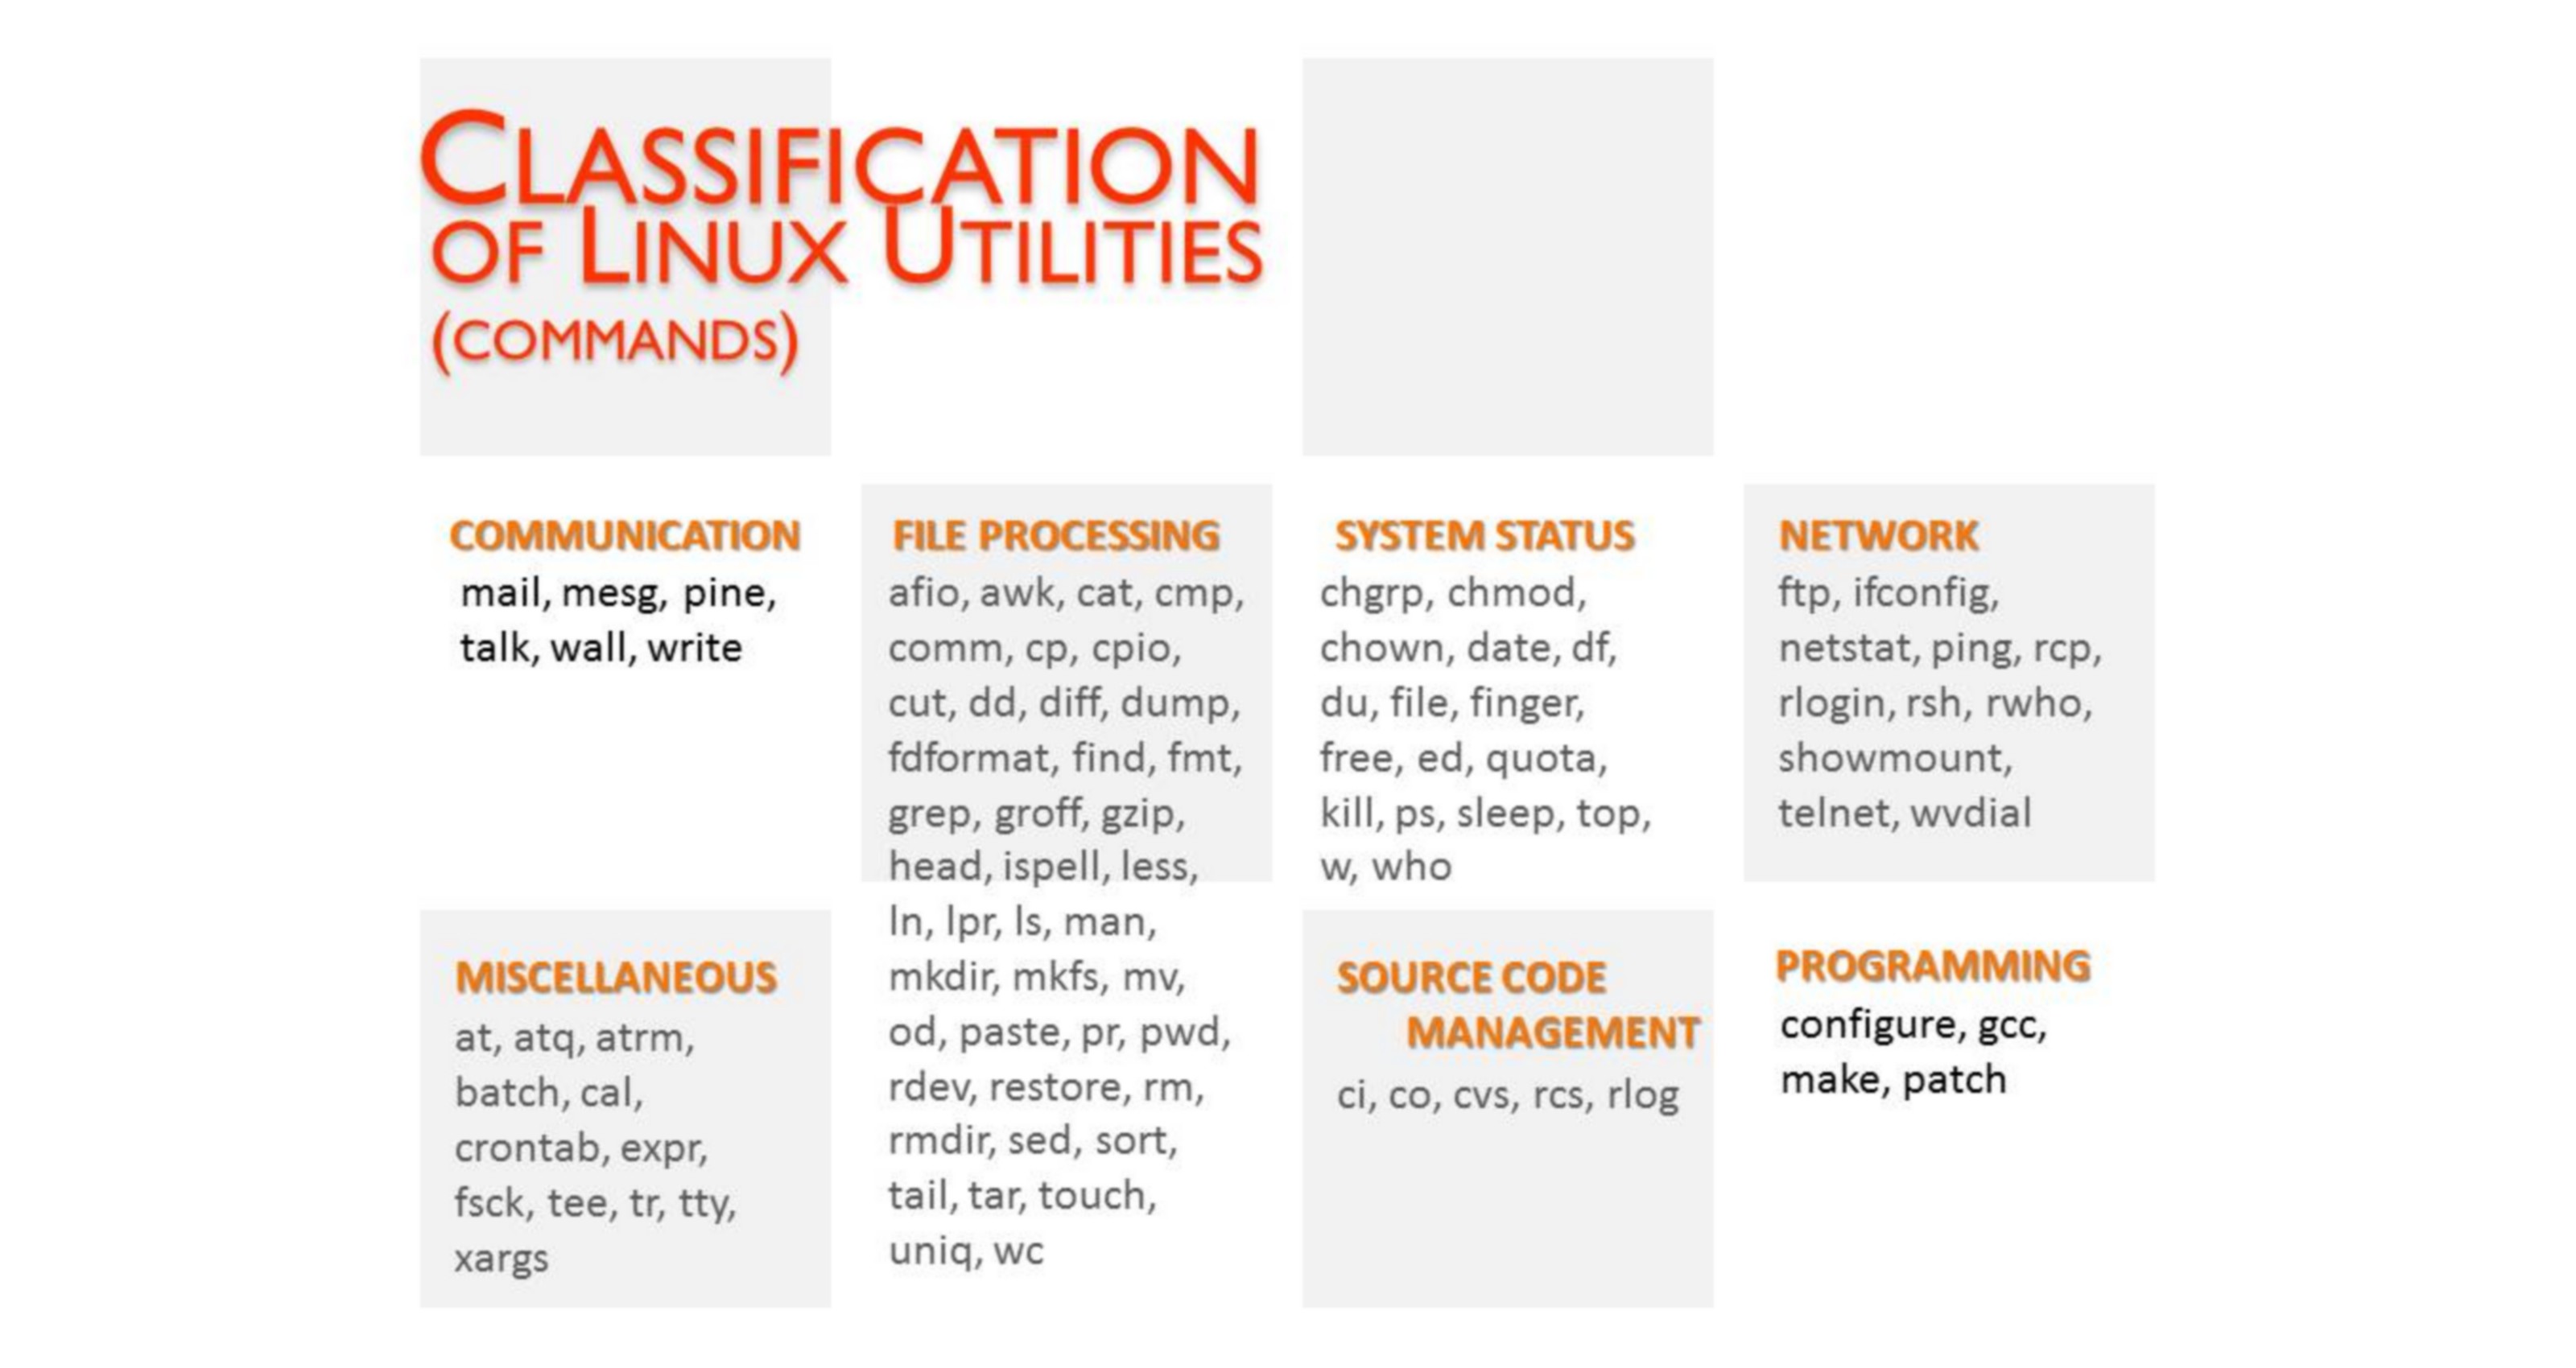 CLASSIFICATION
OF LINUX UTILITIES
(COMMANDS)
COMMUNICATION
mail, mesg, pine,
talk, wall, write
FILE PROCESSING
afio, awk, cat, cmp,
comm, cp, cpio,
cut, dd, diff, dump,
fdformat, find, fmt,
grep, groff, gzip,
head, ispell, less,
ln, lpr, ls, man,
mkdir, mkfs, mv,
od, paste, pr, pwd,
rdev, restore, rm,
rmdir, sed, sort,
tail, tar, touch,
uniq, wc
SYSTEM STATUS
chgrp, chmod,
chown, date, df,
du, file, finger,
free, ed, quota,
kill, ps, sleep, top,
w, who
NETWORK
ftp, ifconfig,
netstat, ping, rcp,
rlogin, rsh, rwho,
showmount,
telnet, wvdial
MISCELLANEOUS
at, atq, atrm,
batch, cal,
crontab, expr,
fsck, tee, tr, tty,
xargs
SOURCE CODE
MANAGEMENT
ci, co, cvs, rcs, rlog
PROGRAMMING
configure, gcc,
make, patch